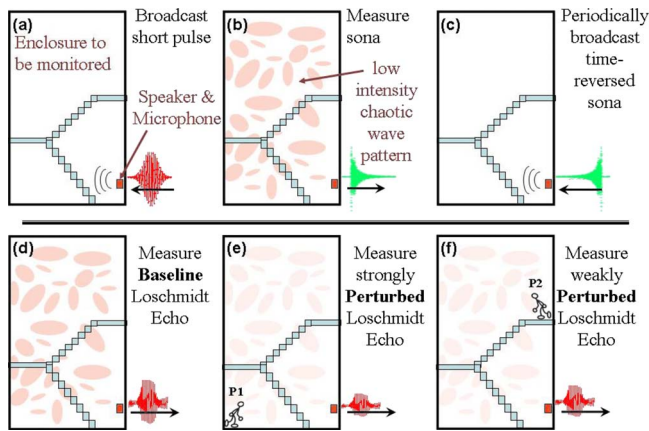 (a)
Broadcast
short pulse
Enclosure to
be monitored
Speaker &
Microphone
(b)
Measure
sona
low
intensity
chaotic
wave
pattern
(c)
Periodically
broadcast
time-
reversed
sona
(d)
Measure
Baseline
Loschmidt
Echo
(e)
Measure
strongly
Perturbed
Loschmidt
Echo
P1
(f)
Measure
weakly
Perturbed
Loschmidt
Echo
P2